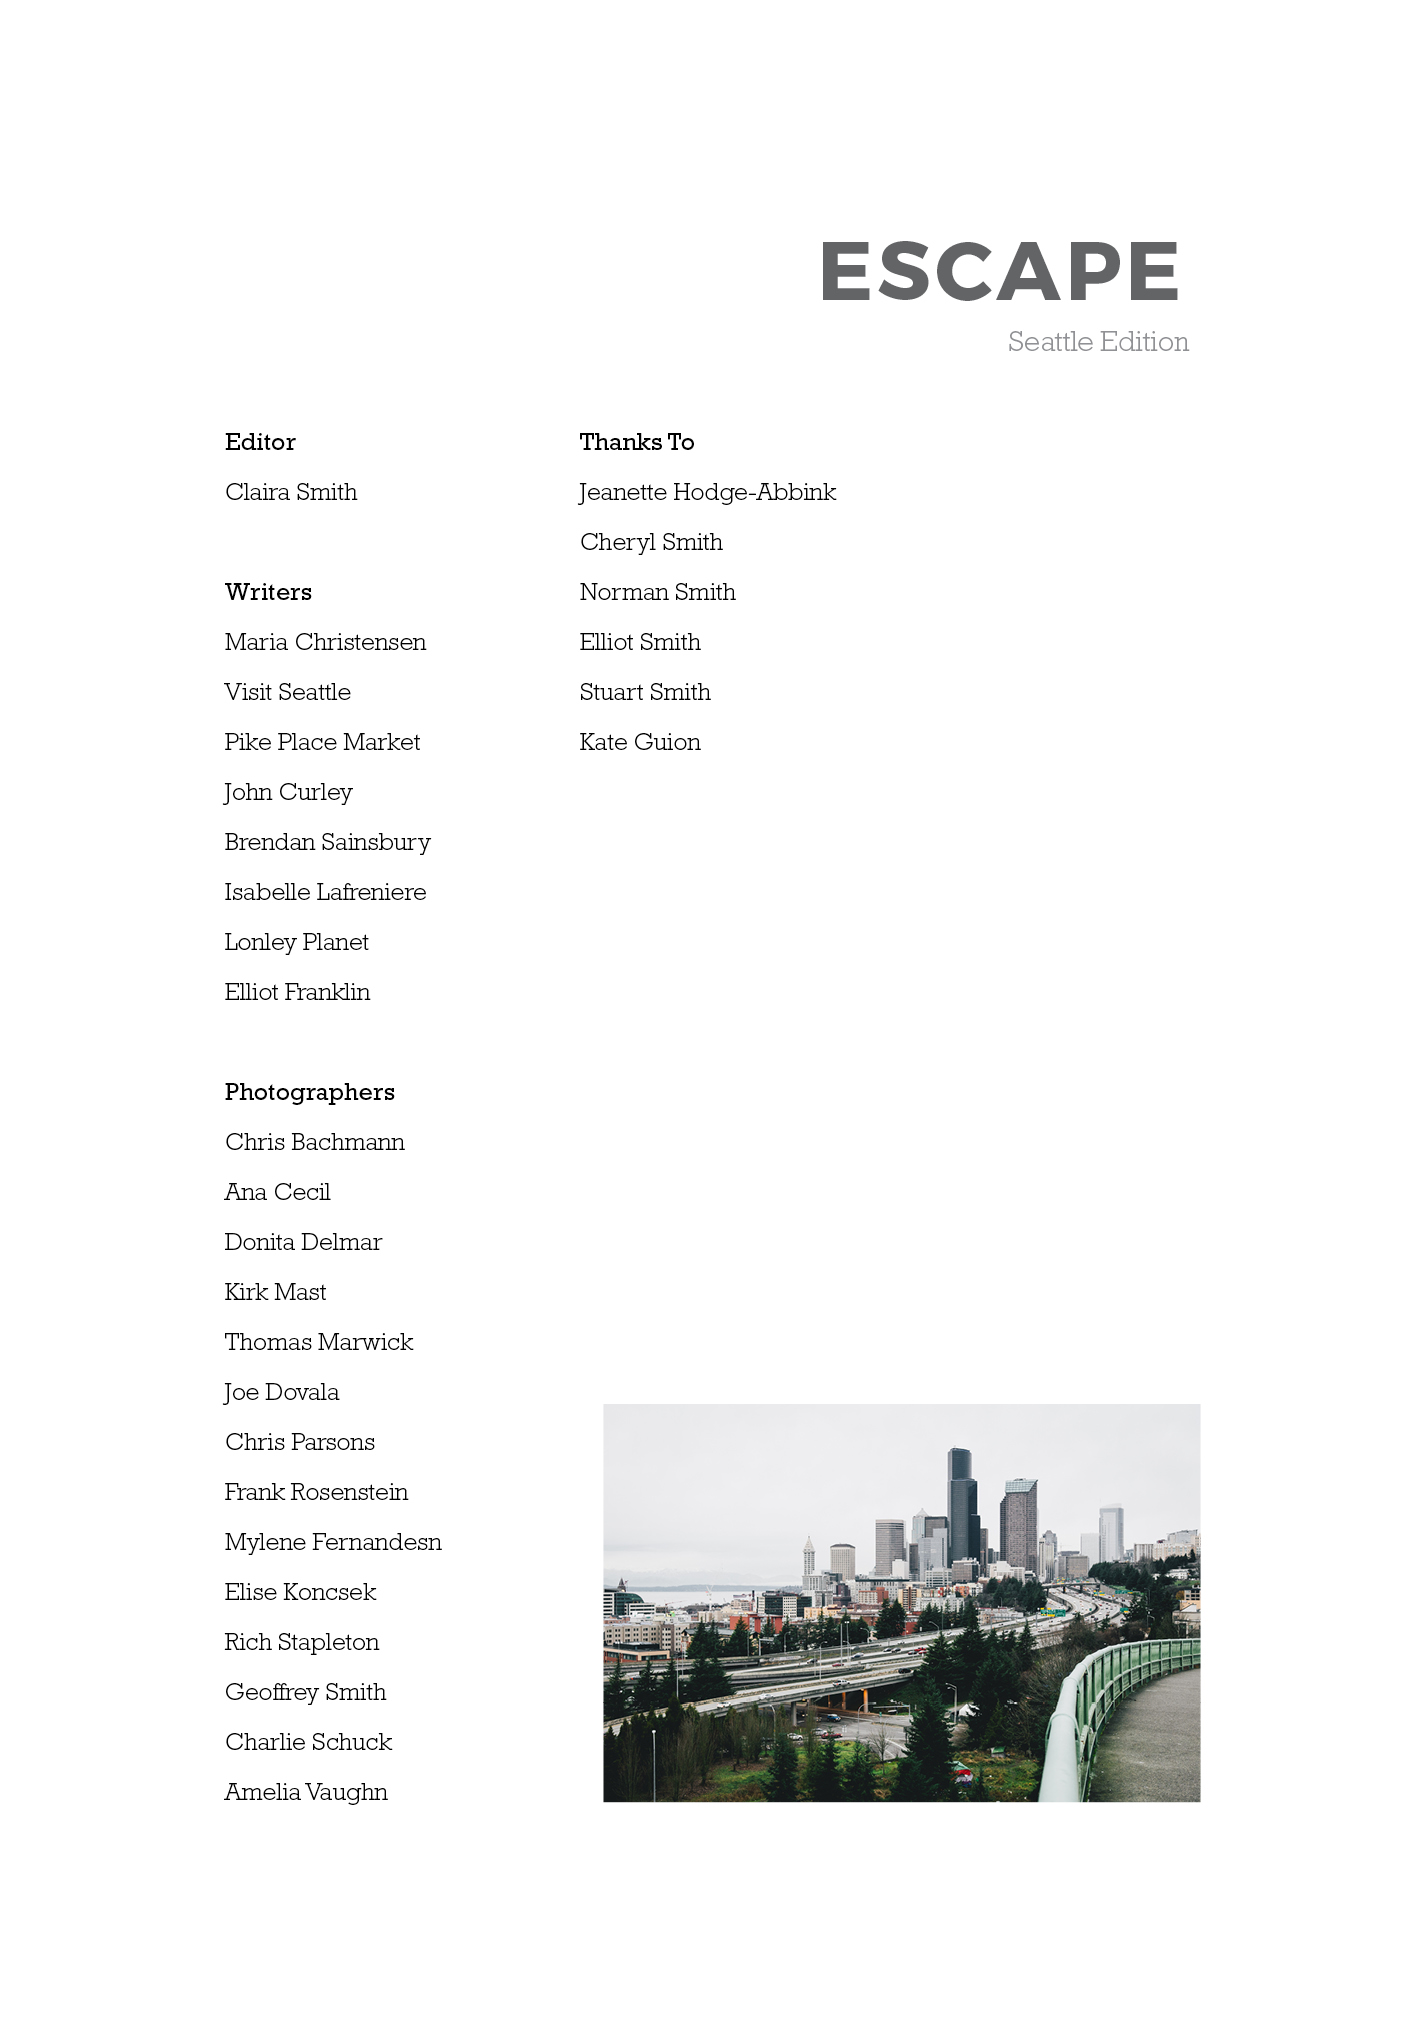 ESCAPE
Seattle Edition
Editor
Claira Smith
Writers
Maria Christensen
Visit Seattle
Pike Place Market
John Curley
Brendan Sainsbury
Isabelle Lafreniere
Lonley Planet
Elliot Franklin
Photographers
Chris Bachmann
Ana Cecil
Donita Delmar
Kirk Mast
Thomas Marwick
Joe Dovala
Chris Parsons
Frank Rosenstein
Mylene Fernandesn
Elise Koncsek
Rich Stapleton
Geoffrey Smith
Charlie Schuck
Amelia Vaughn
Thanks To
Jeanette Hodge-Abbink
Cheryl Smith
Norman Smith
Elliot Smith
Stuart Smith
Kate Guion